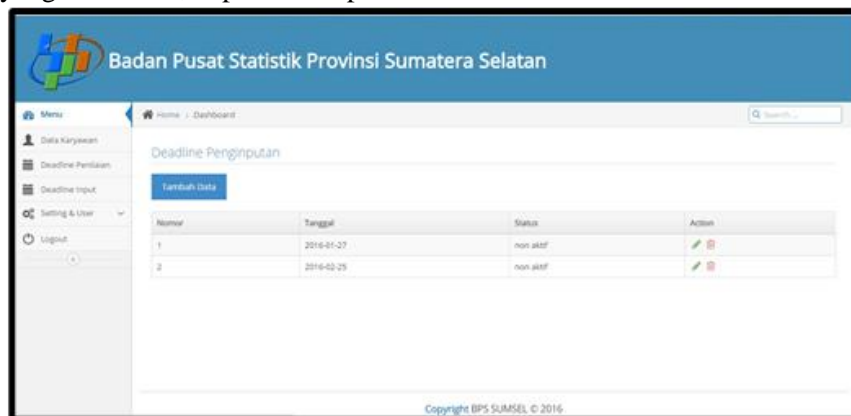 Badan Pusat Statistik Provinsi Sumatera Selatan
Menu
Home › Dashboard
Search ...
Data Karyawan
Deadline Penilaian
Deadline Input
Setting & User
Logout
Deadline Penginputan
Tambah Data
Nomor Tanggal Status Action
1 2016-01-27 non aktif
2 2016-02-25 non aktif
Copyright BPS SUMSEL © 2016